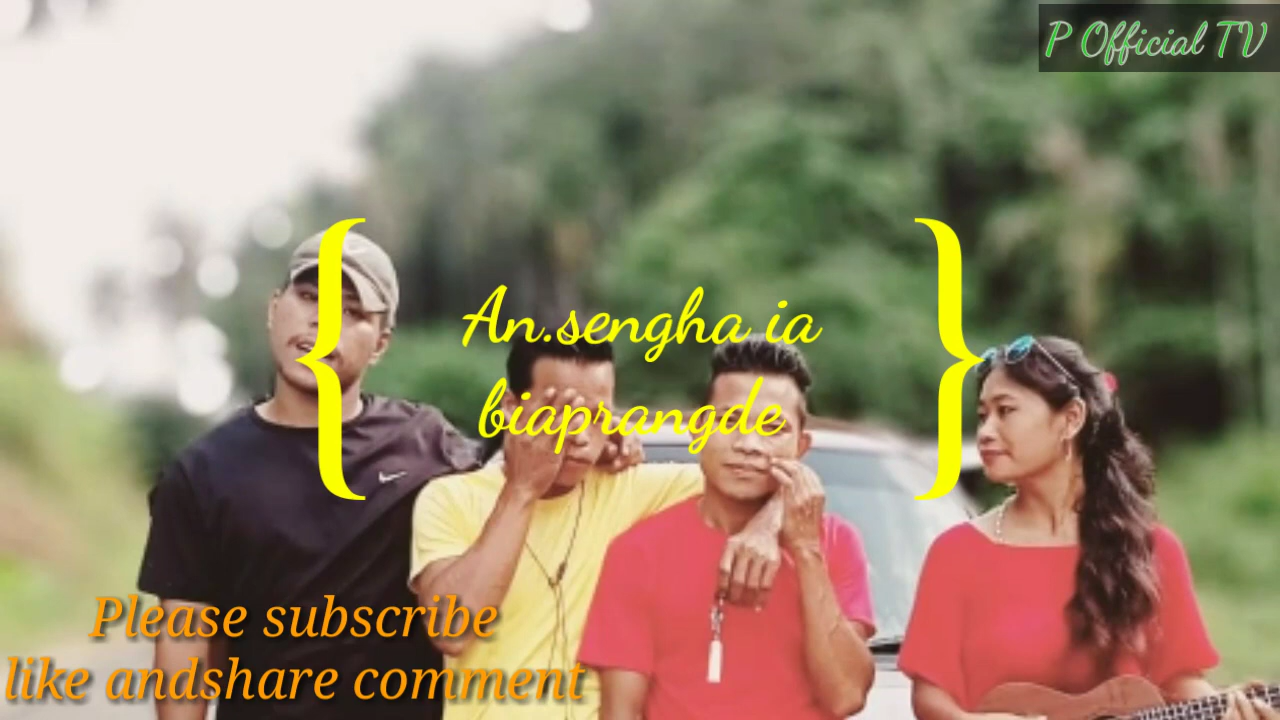 P Official TV
An.sengha ia
biaprangde
Please subscribe
like andshare comment